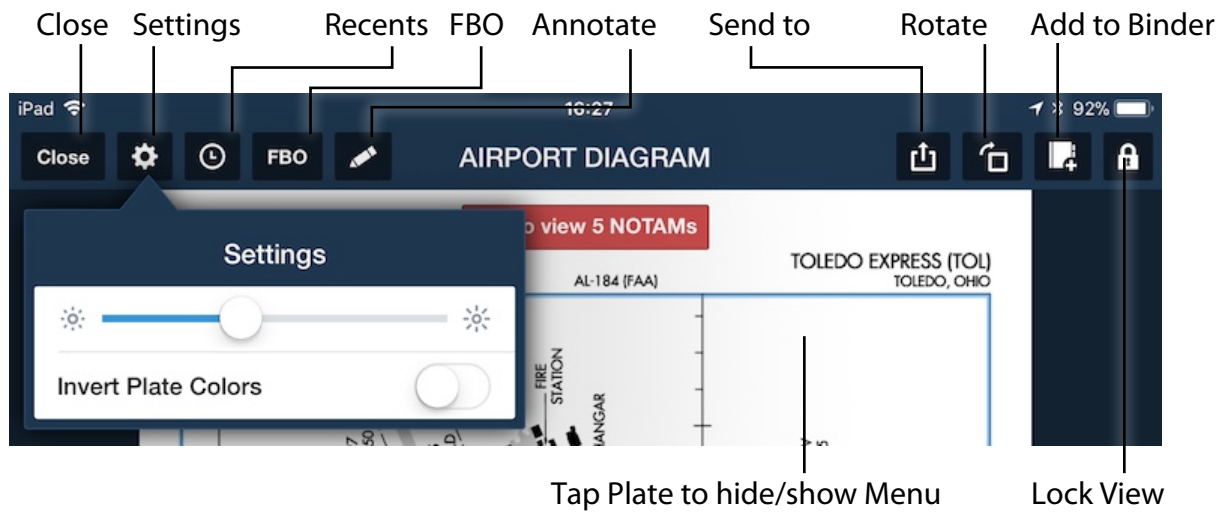 Close Settings Recents FBO Annotate Send to Rotate Add to Binder
iPad 16:27 92%
Close FBO AIRPORT DIAGRAM
view 5 NOTAMs
Settings
TOLEDO EXPRESS (TOL)
AL-184 (FAA) TOLEDO, OHIO
Invert Plate Colors
FIRE
STATION
HANGAR
Tap Plate to hide/show Menu Lock View